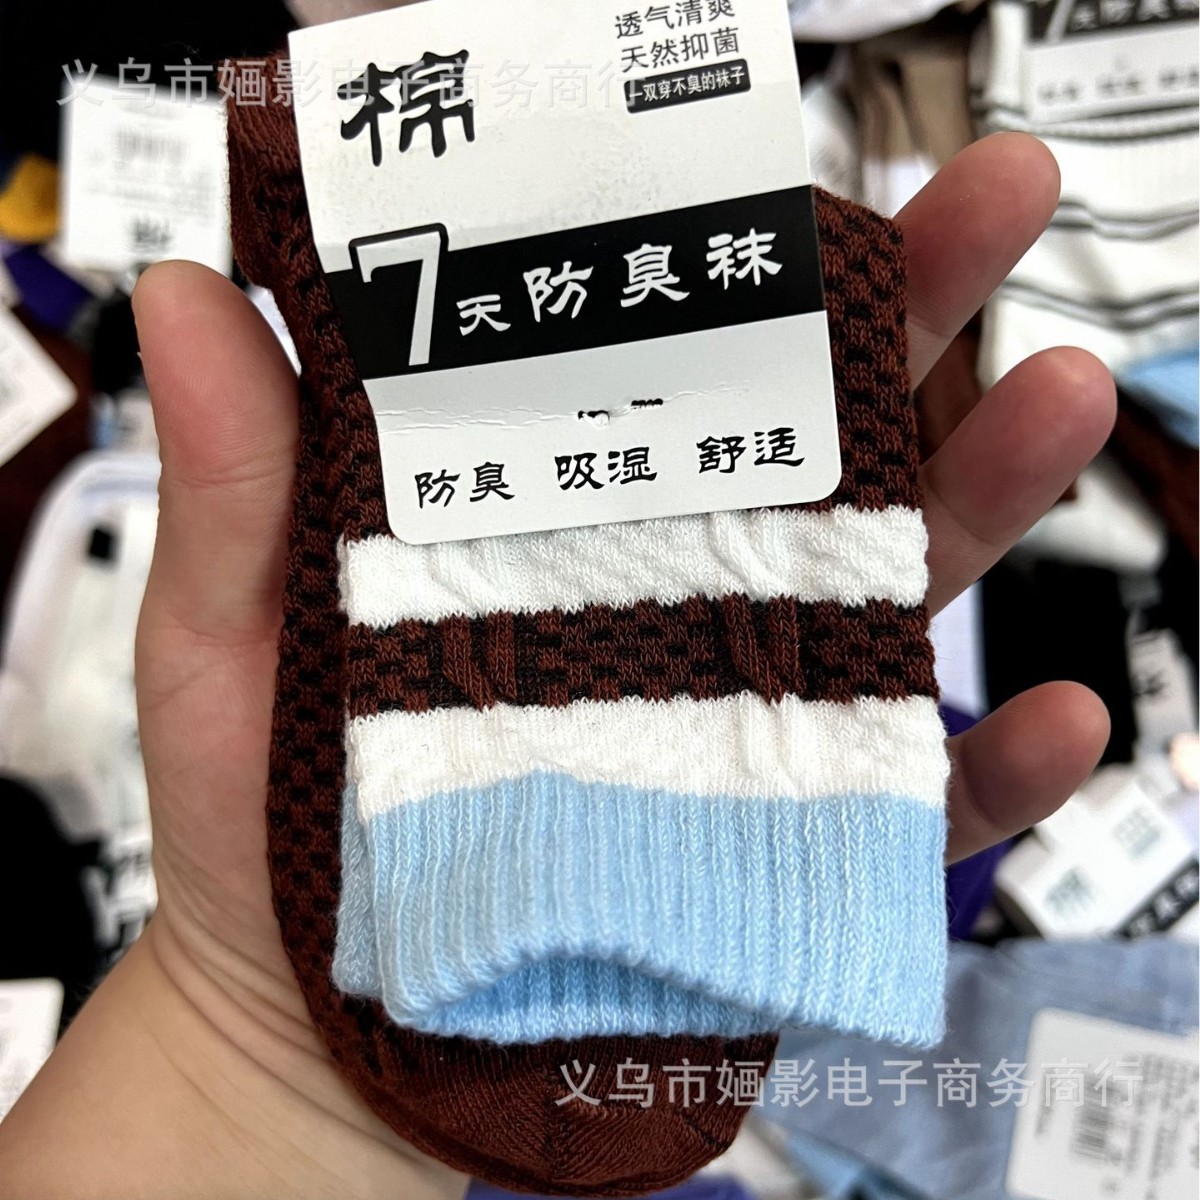 透气清爽
天然抑菌
一双穿不臭的袜子
棉
义乌市婳影电子商务商行
7天防臭袜
防臭 吸湿 舒适
义乌市婳影电子商务商行